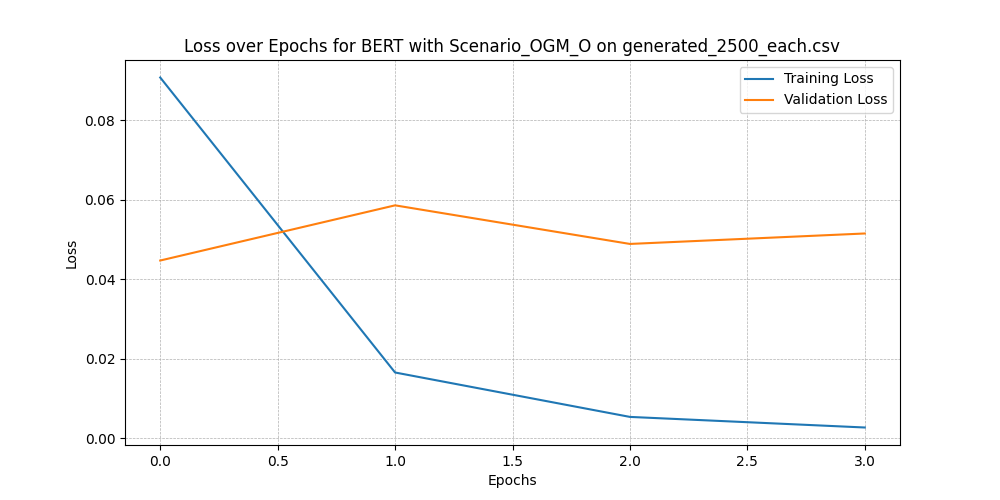 Loss over Epochs for BERT with Scenario_OGM_O on generated_2500_each.csv
Training Loss
Validation Loss
0.08
0.06
0.04
0.02
0.00
Loss
0.0 0.5 1.0 1.5 2.0 2.5 3.0
Epochs